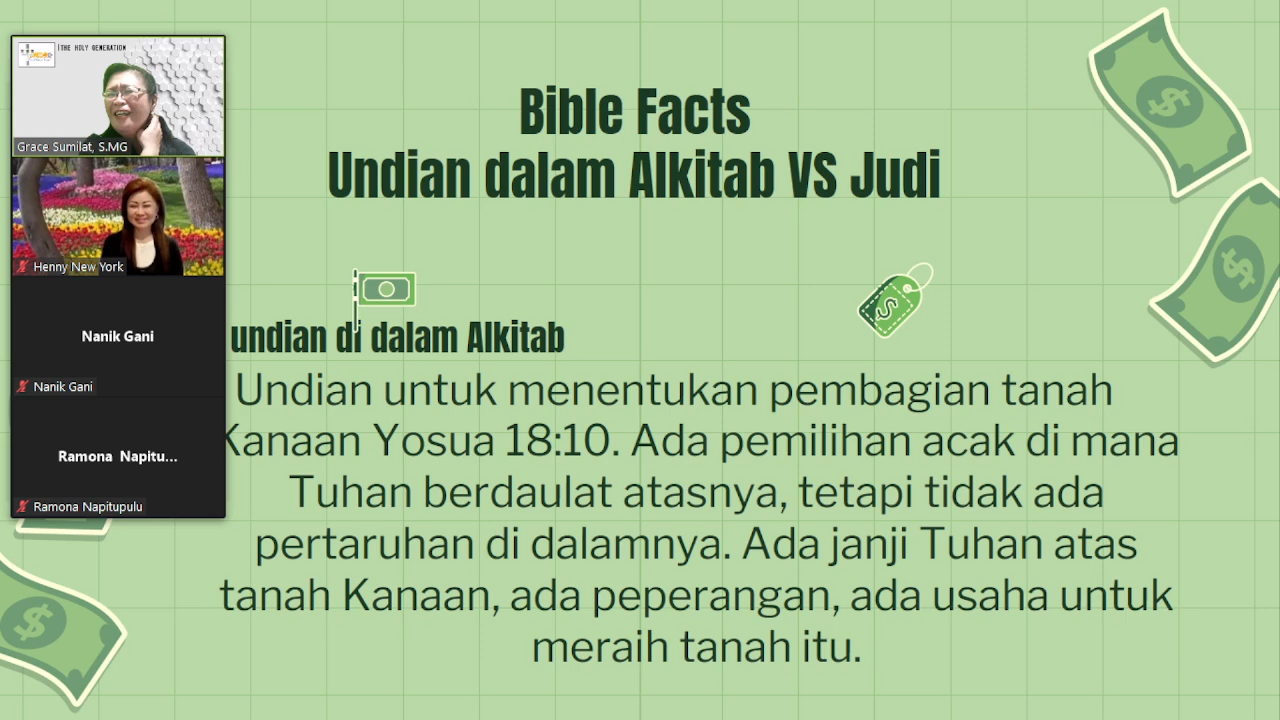 THE HOLY GENERATION
Grace Sumilat, S.MG
Henny New York
Nanik Gani
Nanik Gani
Ramona Napitu...
Ramona Napitupulu
Bible Facts
Undian dalam Alkitab VS Judi
undian di dalam Alkitab
Undian untuk menentukan pembagian tanah
Kanaan Yosua 18:10. Ada pemilihan acak di mana
Tuhan berdaulat atasnya, tetapi tidak ada
pertaruhan di dalamnya. Ada janji Tuhan atas
tanah Kanaan, ada peperangan, ada usaha untuk
meraih tanah itu.